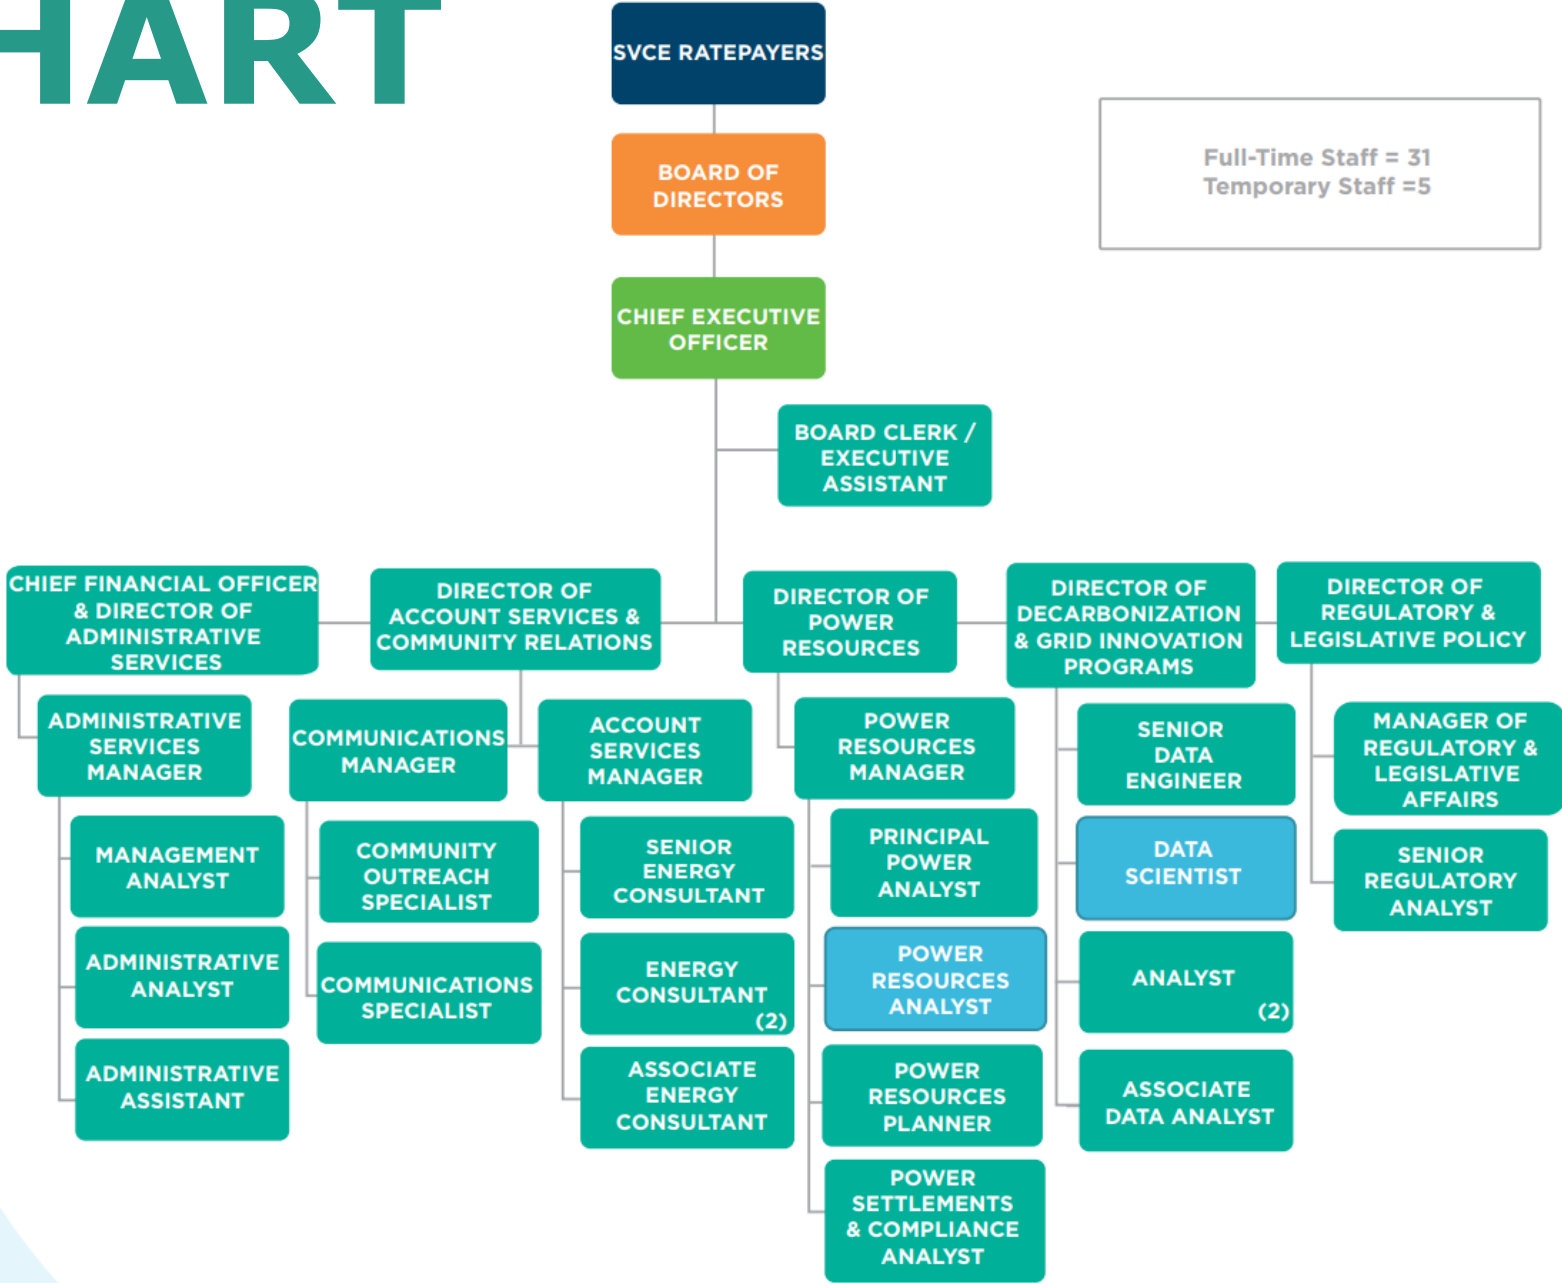 HART
SVCE RATEPAYERS
BOARD OF
DIRECTORS
Full-Time Staff = 31
Temporary Staff =5
CHIEF EXECUTIVE
OFFICER
BOARD CLERK /
EXECUTIVE
ASSISTANT
CHIEF FINANCIAL OFFICER
& DIRECTOR OF
ADMINISTRATIVE
SERVICES
DIRECTOR OF
ACCOUNT SERVICES &
COMMUNITY RELATIONS
DIRECTOR OF
POWER
RESOURCES
DIRECTOR OF
DECARBONIZATION
& GRID INNOVATION
PROGRAMS
DIRECTOR OF
REGULATORY &
LEGISLATIVE POLICY
ADMINISTRATIVE
SERVICES
MANAGER
MANAGEMENT
ANALYST
ADMINISTRATIVE
ANALYST
ADMINISTRATIVE
ASSISTANT
COMMUNICATIONS
MANAGER
COMMUNITY
OUTREACH
SPECIALIST
COMMUNICATIONS
SPECIALIST
ACCOUNT
SERVICES
MANAGER
SENIOR
ENERGY
CONSULTANT
ENERGY
CONSULTANT
(2)
ASSOCIATE
ENERGY
CONSULTANT
POWER
RESOURCES
MANAGER
PRINCIPAL
POWER
ANALYST
POWER
RESOURCES
ANALYST
POWER
RESOURCES
PLANNER
POWER
SETTLEMENTS
& COMPLIANCE
ANALYST
SENIOR
DATA
ENGINEER
DATA
SCIENTIST
ANALYST
(2)
ASSOCIATE
DATA ANALYST
MANAGER OF
REGULATORY &
LEGISLATIVE
AFFAIRS
SENIOR
REGULATORY
ANALYST